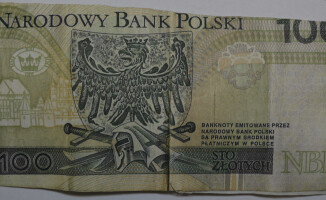 NARODOWY BANK POLSKI
100
BANKNOTY EMITOWANE PRZEZ
NARODOWY BANK POLSKI
SĄ PRAWNYM ŚRODKIEM
PŁATNICZYM W POLSCE
100
STO
ZŁOTYCH
NBP